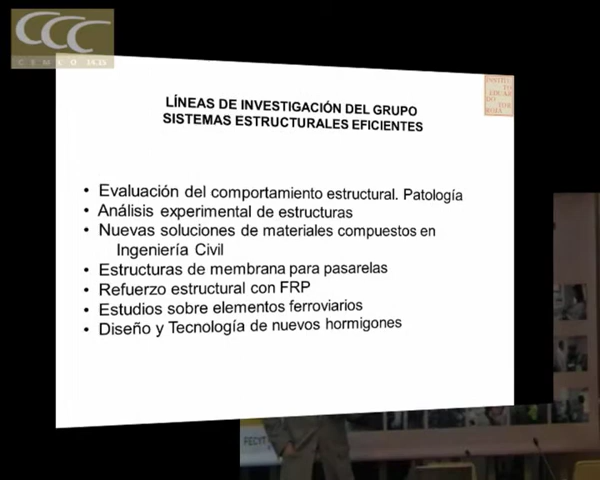 CCC
CEMCO
LÍNEAS DE INVESTIGACIÓN DEL GRUPO
SISTEMAS ESTRUCTURALES EFICIENTES
• Evaluación del comportamiento estructural. Patología
• Análisis experimental de estructuras
• Nuevas soluciones de materiales compuestos en
Ingeniería Civil
• Estructuras de membrana para pasarelas
• Refuerzo estructural con FRP
• Estudios sobre elementos ferroviarios
• Diseño y Tecnología de nuevos hormigones
FECYT